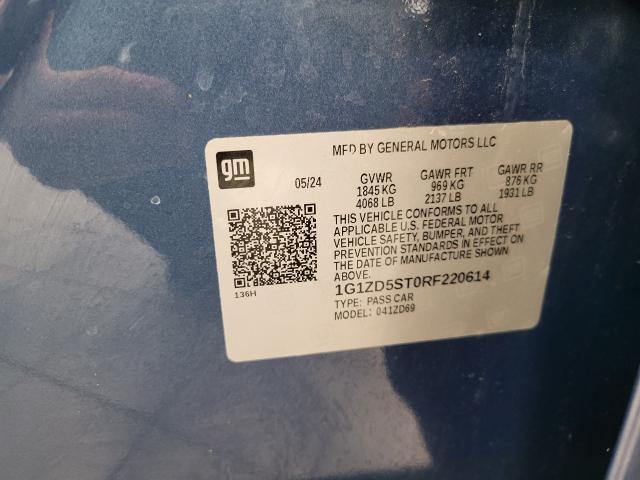 MFD BY GENERAL MOTORS LLC
gm
05/24
GVWR GAWR FRT GAWR RR
1845 KG 969 KG 876 KG
4068 LB 2137 LB 1931 LB
THIS VEHICLE CONFORMS TO ALL
APPLICABLE U.S. FEDERAL MOTOR
VEHICLE SAFETY, BUMPER, AND THEFT
PREVENTION STANDARDS IN EFFECT ON
THE DATE OF MANUFACTURE SHOWN
ABOVE.
136H
1G1ZD5ST0RF220614
TYPE: PASS CAR
MODEL: 041ZD69